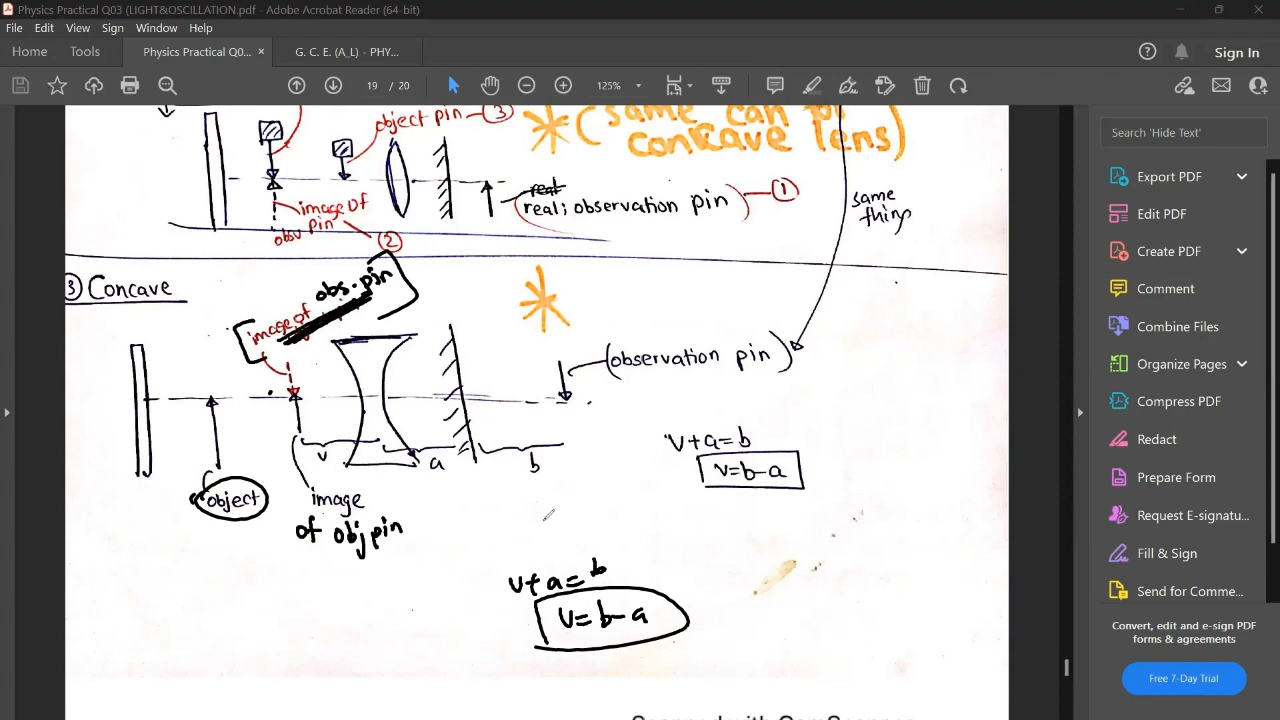 Physics Practical Q03 (LIGHT&OSCILLATION.pdf - Adobe Acrobat Reader (64-bit)
File Edit View Sign Window Help
Home Tools Physics Practical Q0... × G. C. E. (A_L) - PHY... Sign In
19 / 20 125%
(same can
concave lens)
object pin - ③
real
real; observation pin - ①
image of
obsv pin
②
same
thing
③ Concave
image of obs. pin
(observation pin)
v
a
b
v+a=b
v=b-a
object
image
of obj pin
v+a=b
v=b-a
Search 'Hide Text'
Export PDF
Edit PDF
Create PDF
Comment
Combine Files
Organize Pages
Compress PDF
Redact
Prepare Form
Request E-signatu...
Fill & Sign
Send for Comme...
Convert, edit and e-sign PDF
forms & agreements
Free 7-Day Trial